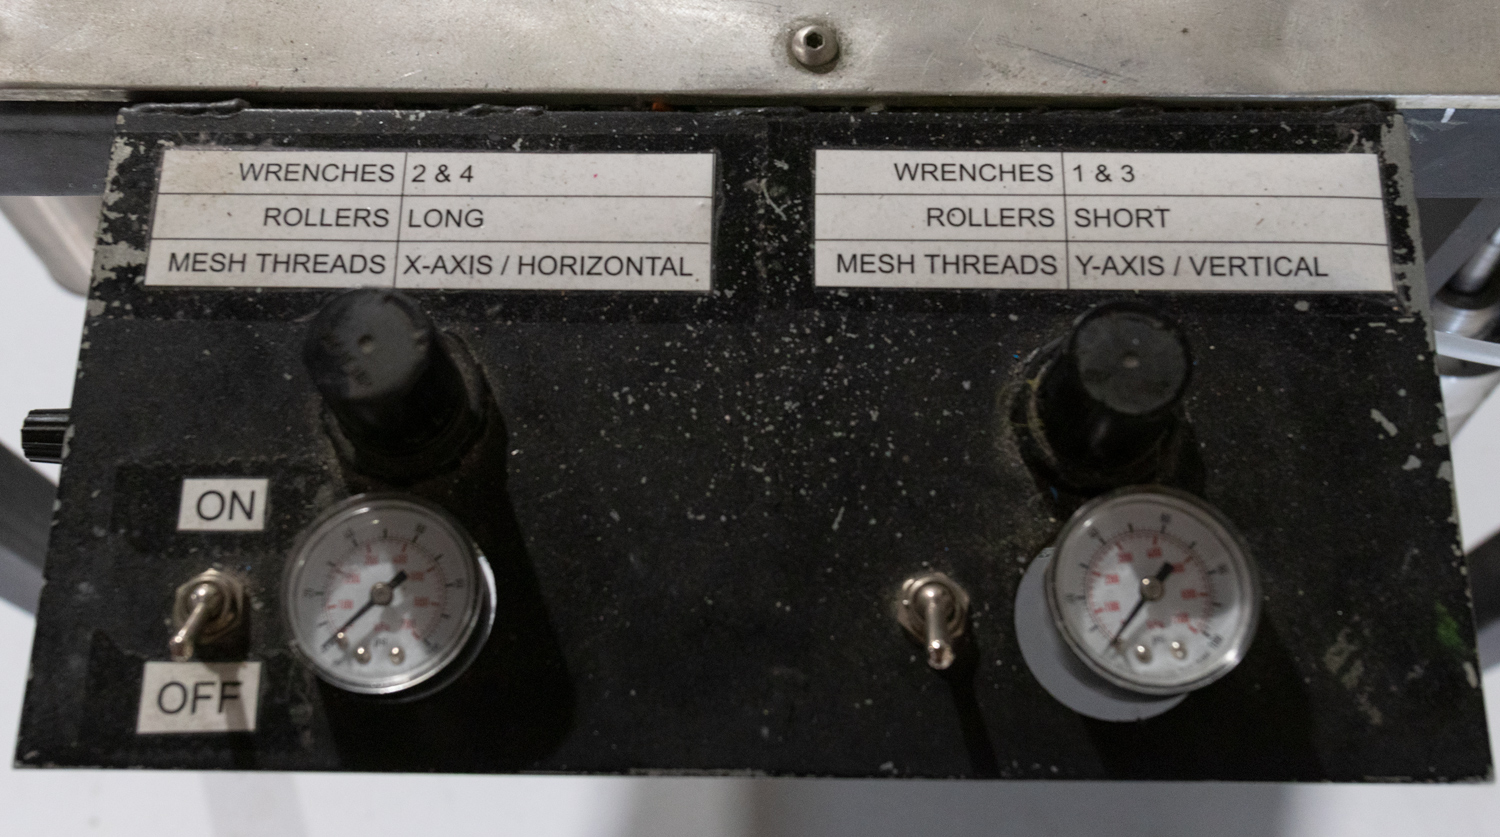 WRENCHES 2 & 4
ROLLERS LONG
MESH THREADS X-AXIS / HORIZONTAL
WRENCHES 1 & 3
ROLLERS SHORT
MESH THREADS Y-AXIS / VERTICAL
ON
OFF